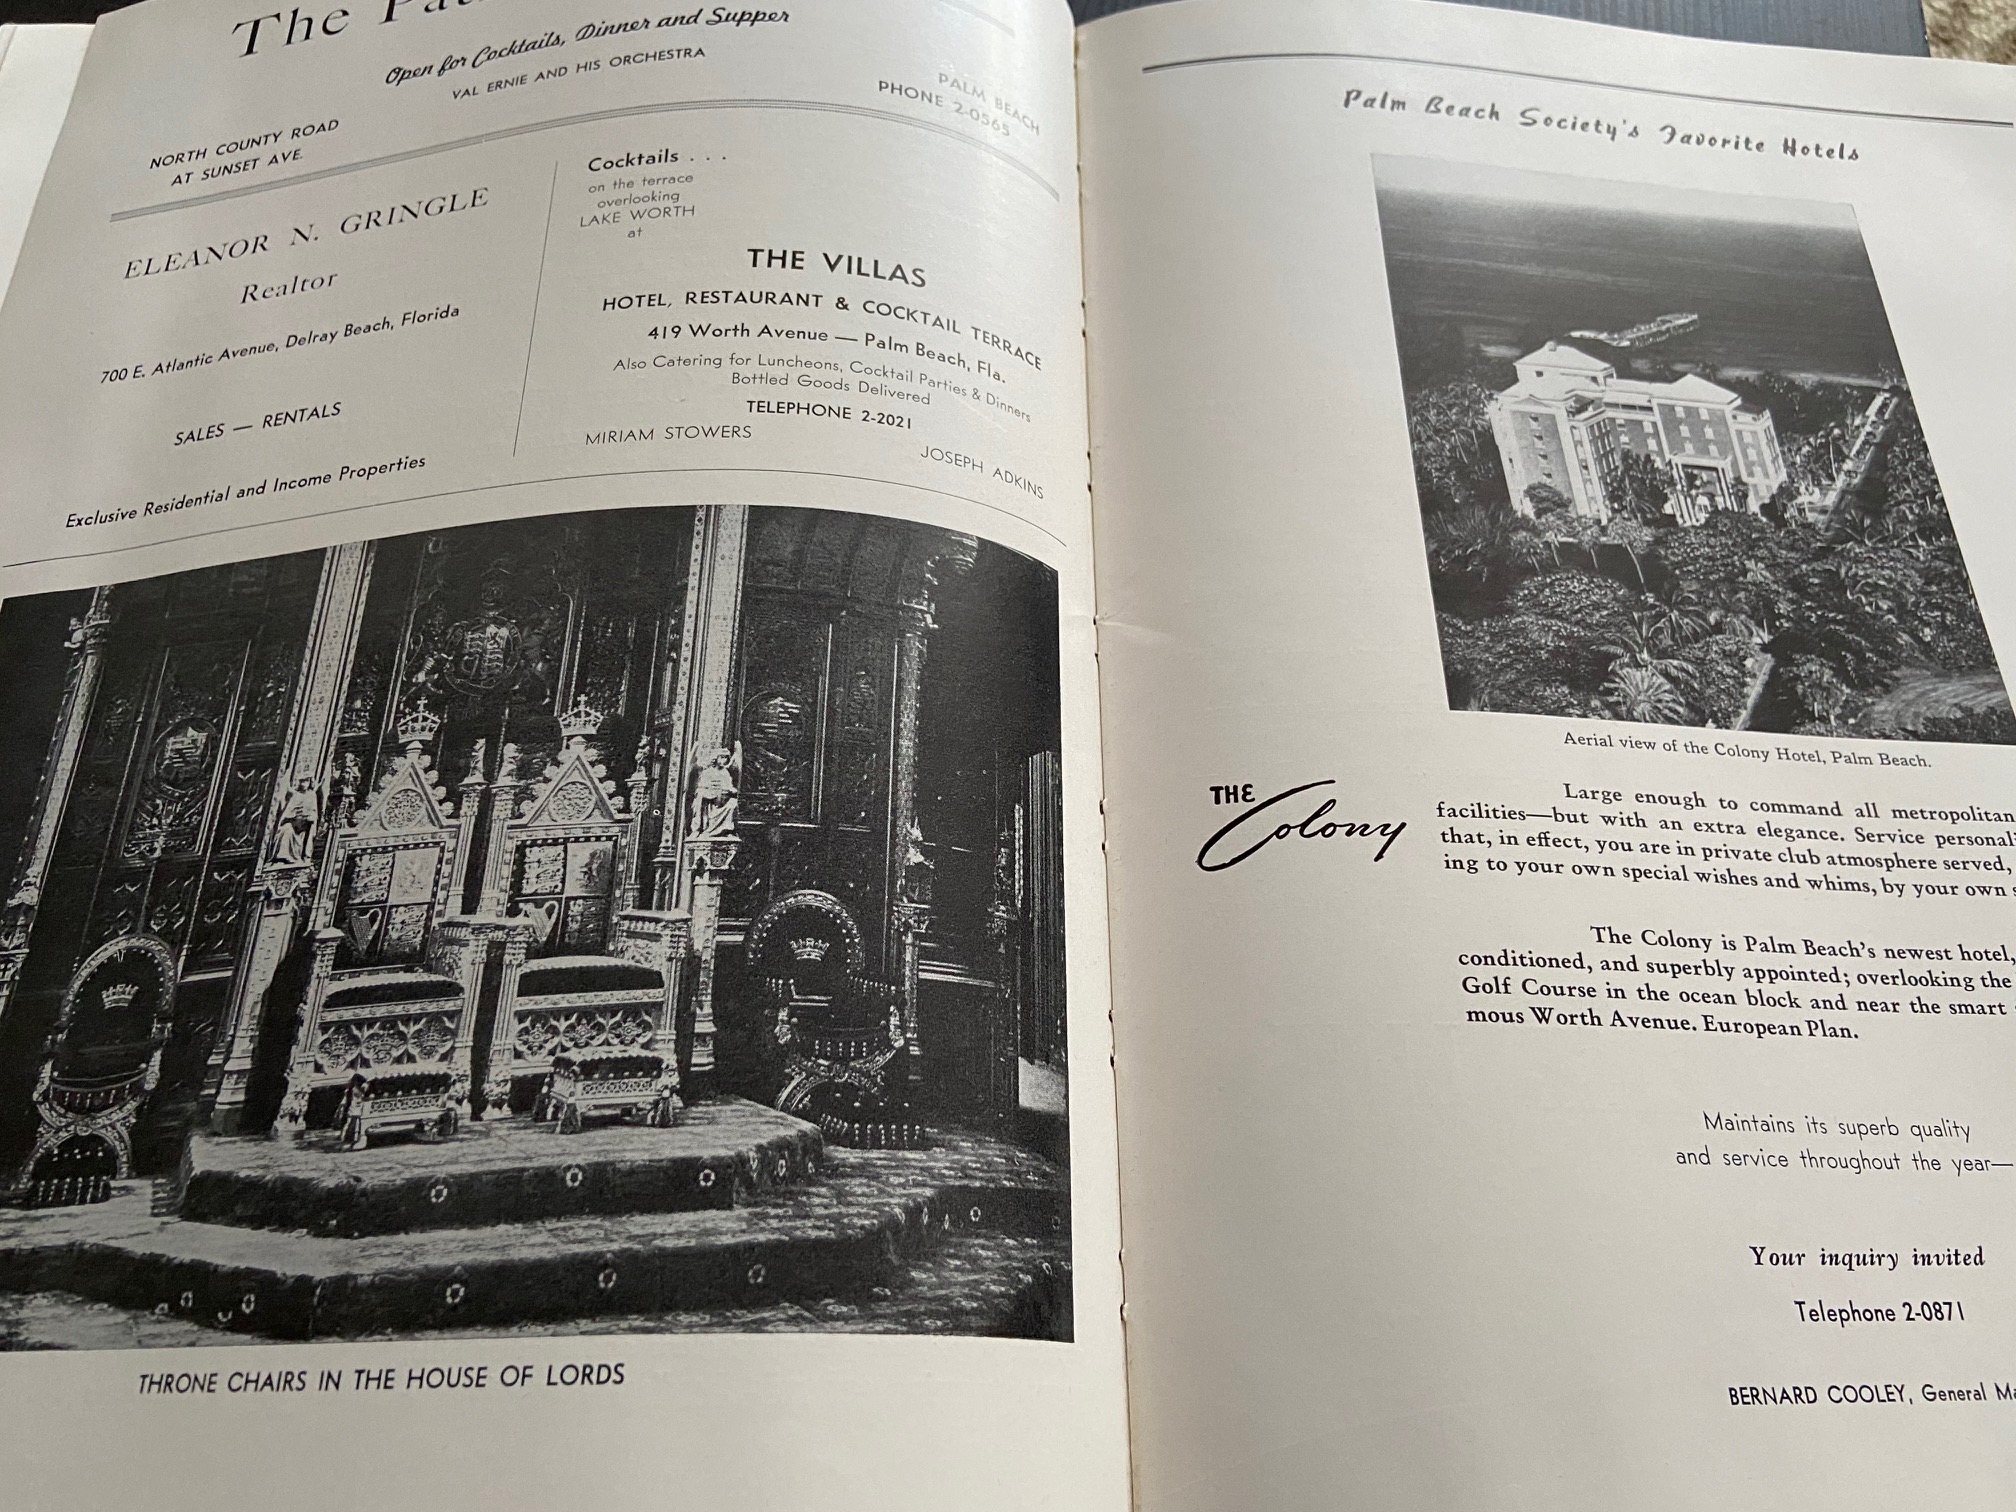 The
Open for Cocktails, Dinner and Supper
VAL ERNIE AND HIS ORCHESTRA
NORTH COUNTY ROAD
AT SUNSET AVE.
PALM BEACH
PHONE 2-0565
ELEANOR N. GRINGLE
Realtor
700 E. Atlantic Avenue, Delray Beach, Florida
SALES — RENTALS
Exclusive Residential and Income Properties
Cocktails . . .
on the terrace
overlooking
LAKE WORTH
at
THE VILLAS
HOTEL, RESTAURANT & COCKTAIL TERRACE
419 Worth Avenue — Palm Beach, Fla.
Also Catering for Luncheons, Cocktail Parties & Dinners
Bottled Goods Delivered
TELEPHONE 2-2021
MIRIAM STOWERS
JOSEPH ADKINS
THRONE CHAIRS IN THE HOUSE OF LORDS
Palm Beach Society's Favorite Hotels
Aerial view of the Colony Hotel, Palm Beach.
THE Colony
Large enough to command all metropolitan
facilities—but with an extra elegance. Service
that, in effect, you are in private club atmosphere served,
ing to your own special wishes and whims, by your own
The Colony is Palm Beach's newest hotel,
conditioned, and superbly appointed; overlooking the
Golf Course in the ocean block and near the smart
mous Worth Avenue. European Plan.
Maintains its superb quality
and service throughout the year—
Your inquiry invited
Telephone 2-0871
BERNARD COOLEY, General